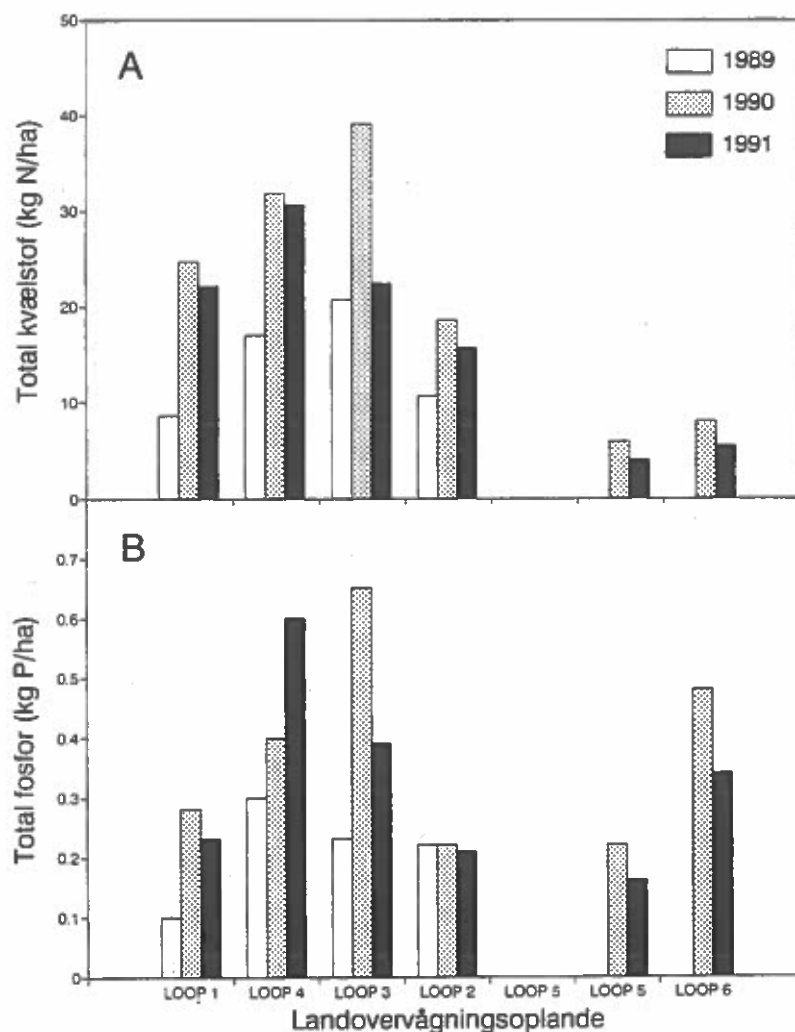 A
1989
1990
1991
Total kvælstof (kg N/ha)
50
40
30
20
10
0
B
Total fosfor (kg P/ha)
0.7
0.6
0.5
0.4
0.3
0.2
0.1
0
LOOP 1 LOOP 4 LOOP 3 LOOP 2 LOOP 5 LOOP 5 LOOP 6
Landovervågningsoplande